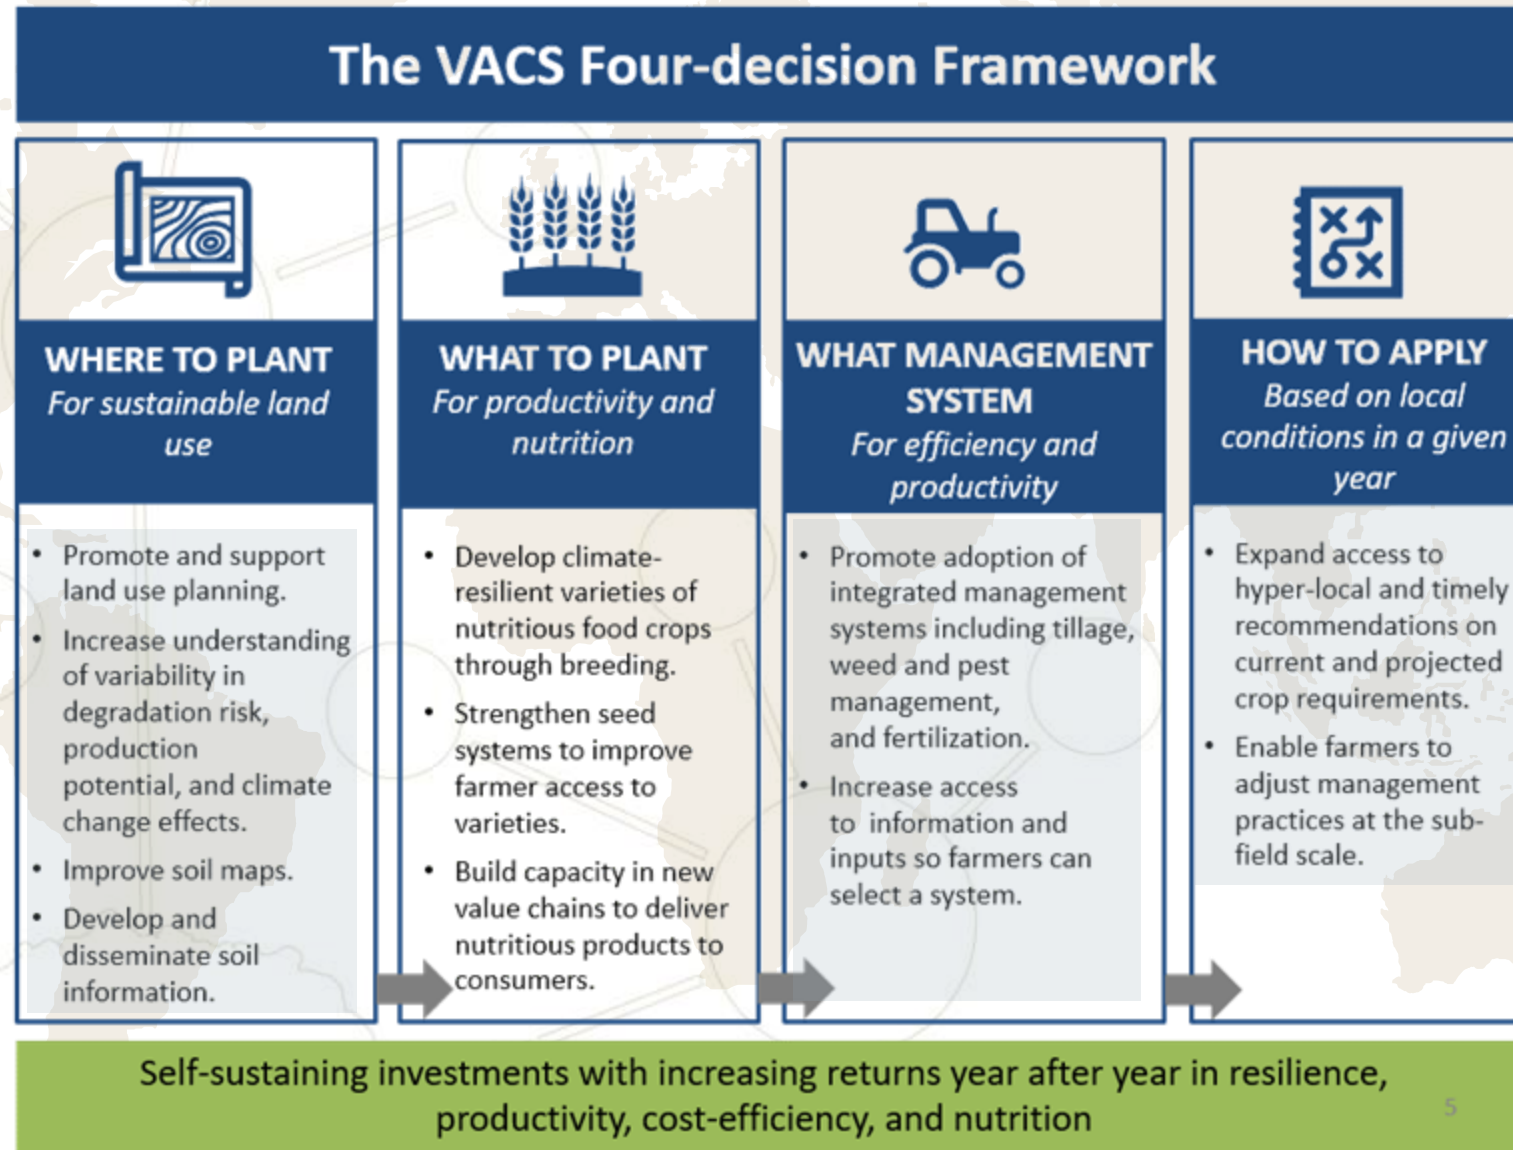 The VACS Four-decision Framework
WHERE TO PLANT
For sustainable land
use
• Promote and support
land use planning.
• Increase understanding
of variability in
degradation risk,
production
potential, and climate
change effects.
• Improve soil maps.
• Develop and
disseminate soil
information.
WHAT TO PLANT
For productivity and
nutrition
• Develop climate-
resilient varieties of
nutritious food crops
through breeding.
• Strengthen seed
systems to improve
farmer access to
varieties.
• Build capacity in new
value chains to deliver
nutritious products to
consumers.
WHAT MANAGEMENT
SYSTEM
For efficiency and
productivity
• Promote adoption of
integrated management
systems including tillage,
weed and pest
management,
and fertilization.
• Increase access
to information and
inputs so farmers can
select a system.
HOW TO APPLY
Based on local
conditions in a given
year
• Expand access to
hyper-local and timely
recommendations on
current and projected
crop requirements.
• Enable farmers to
adjust management
practices at the sub-
field scale.
Self-sustaining investments with increasing returns year after year in resilience,
productivity, cost-efficiency, and nutrition
5